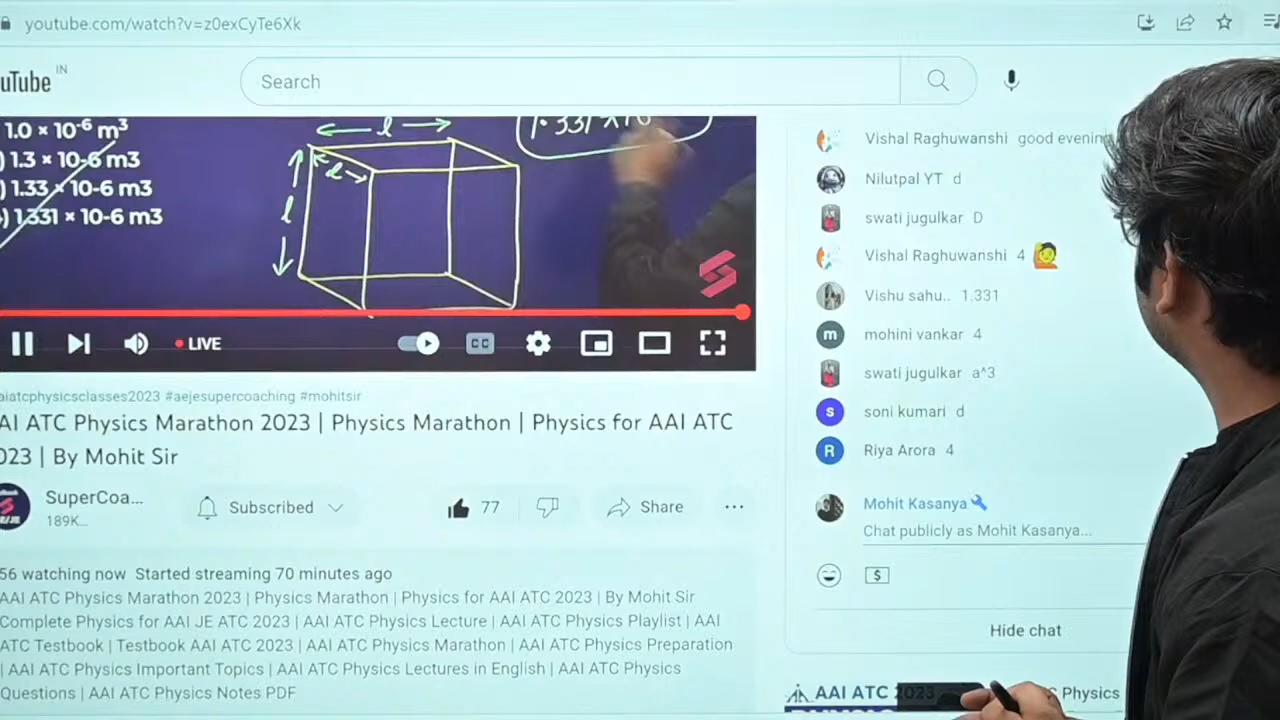 youtube.com/watch?v=z0exCyTe6Xk
uTube IN
Search
1.0 × 10-6 m³
) 1.3 × 10-6 m3
) 1.33 × 10-6 m3
) 1.331 × 10-6 m3
l
l
l
1.331 × 10
LIVE
CC
aiatcphysicsclasses2023 #aejesupercoaching #mohitsir
AI ATC Physics Marathon 2023 | Physics Marathon | Physics for AAI ATC
023 | By Mohit Sir
SuperCoa...
189K...
Subscribed
77
Share
56 watching now Started streaming 70 minutes ago
AAI ATC Physics Marathon 2023 | Physics Marathon | Physics for AAI ATC 2023 | By Mohit Sir
Complete Physics for AAI JE ATC 2023 | AAI ATC Physics Lecture | AAI ATC Physics Playlist | AAI
ATC Testbook | Testbook AAI ATC 2023 | AAI ATC Physics Marathon | AAI ATC Physics Preparation
| AAI ATC Physics Important Topics | AAI ATC Physics Lectures in English | AAI ATC Physics
Questions | AAI ATC Physics Notes PDF
Vishal Raghuwanshi good evening
Nilutpal YT d
swati jugulkar D
Vishal Raghuwanshi 4
Vishu sahu.. 1.331
m mohini vankar 4
swati jugulkar a^3
s soni kumari d
R Riya Arora 4
Mohit Kasanya
Chat publicly as Mohit Kasanya...
$
Hide chat
AAI ATC 2023 Physics